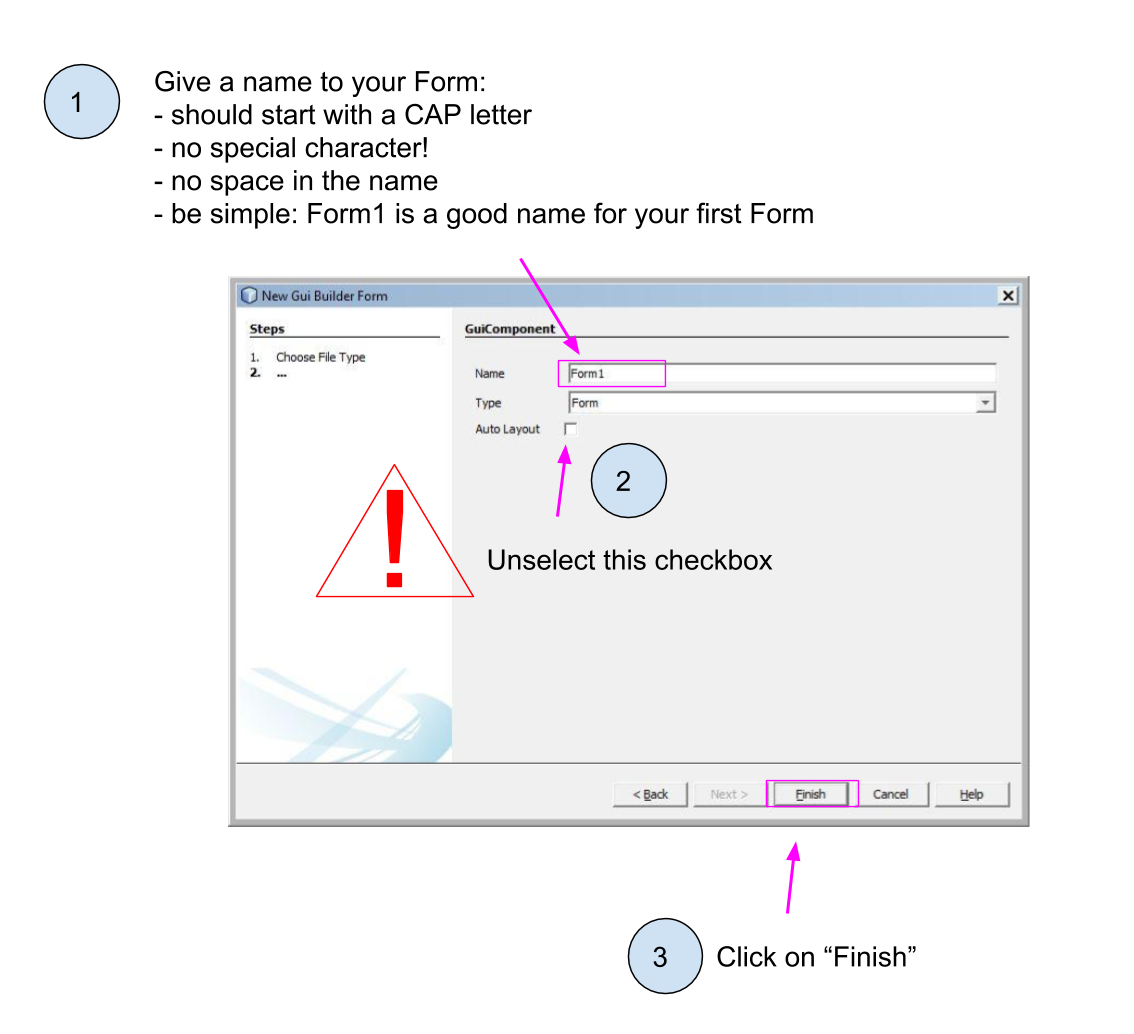 1
Give a name to your Form:
- should start with a CAP letter
- no special character!
- no space in the name
- be simple: Form1 is a good name for your first Form
New Gui Builder Form
Steps
1. Choose File Type
2. ...
GuiComponent
Name Form1
Type Form
Auto Layout
2
!
Unselect this checkbox
< Back Next > Finish Cancel Help
3 Click on “Finish”